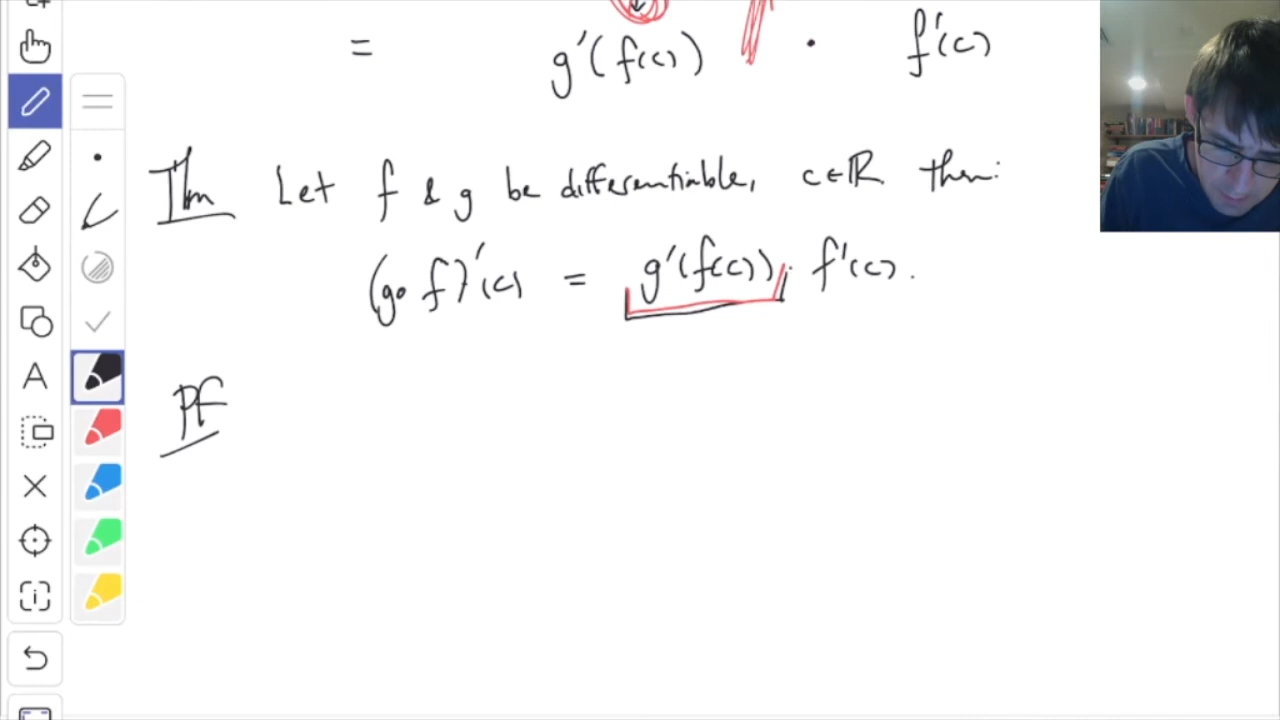 = g'(f(c)) · f'(c)
Thm Let f & g be differentiable, c∈ℝ. then:
(g∘f)'(c) = g'(f(c)) · f'(c).
Pf